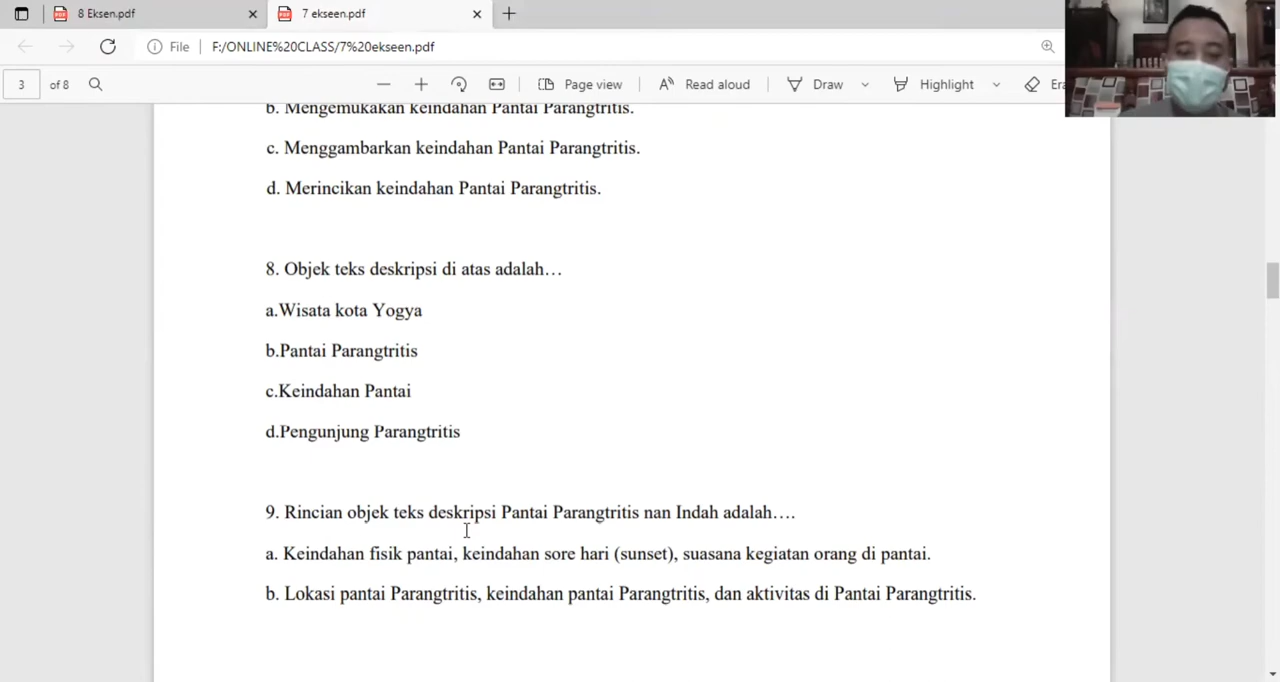 8 Eksen.pdf
7 ekseen.pdf
File
F:/ONLINE%20CLASS/7%20ekseen.pdf
3
of 8
Page view
Read aloud
Draw
Highlight
Era
b. Mengemukakan keindahan Pantai Parangtritis.
c. Menggambarkan keindahan Pantai Parangtritis.
d. Merincikan keindahan Pantai Parangtritis.
8. Objek teks deskripsi di atas adalah…
a.Wisata kota Yogya
b.Pantai Parangtritis
c.Keindahan Pantai
d.Pengunjung Parangtritis
9. Rincian objek teks deskripsi Pantai Parangtritis nan Indah adalah….
a. Keindahan fisik pantai, keindahan sore hari (sunset), suasana kegiatan orang di pantai.
b. Lokasi pantai Parangtritis, keindahan pantai Parangtritis, dan aktivitas di Pantai Parangtritis.